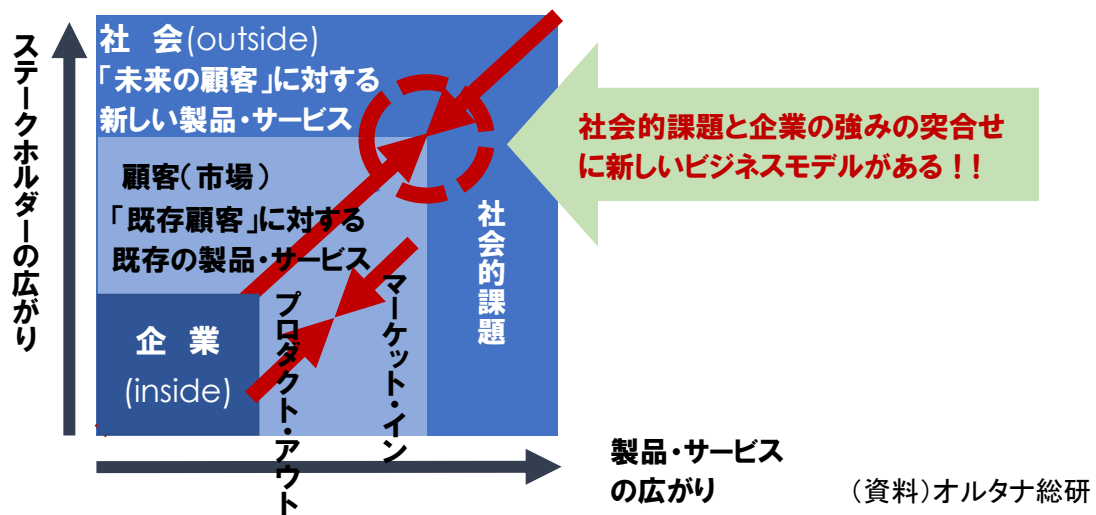 ステークホルダーの広がり
社 会(outside)
「未来の顧客」に対する
新しい製品・サービス
顧客(市場)
「既存顧客」に対する
既存の製品・サービス
企 業
(inside)
プロダクト・アウト
マーケット・イン
社会的課題
社会的課題と企業の強みの突合せ
に新しいビジネスモデルがある!!
製品・サービス
の広がり
(資料)オルタナ総研